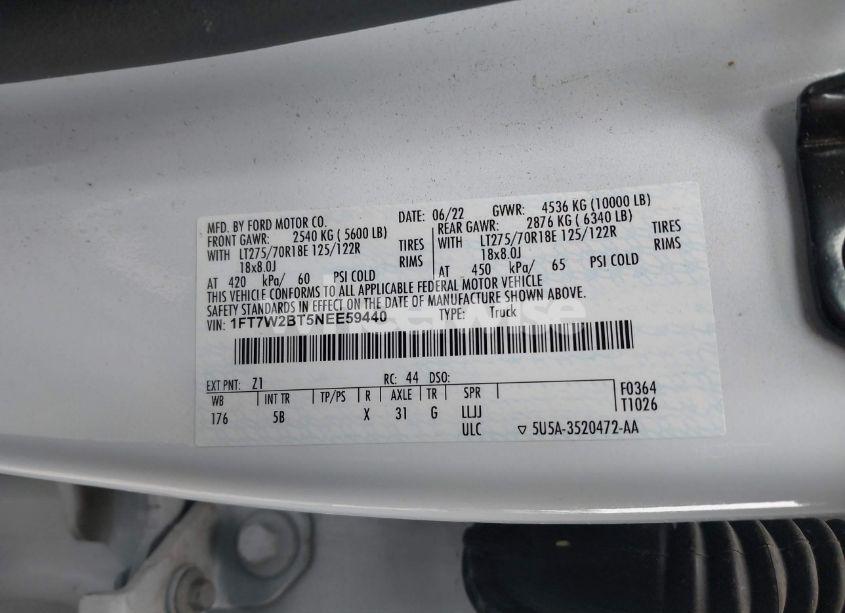 MFD. BY FORD MOTOR CO.
DATE: 06/22 GVWR: 4536 KG (10000 LB)
FRONT GAWR: 2540 KG ( 5600 LB) REAR GAWR: 2876 KG ( 6340 LB)
WITH LT275/70R18E 125/122R TIRES WITH LT275/70R18E 125/122R TIRES
18x8.0J RIMS 18x8.0J RIMS
AT 420 kPa/ 60 PSI COLD AT 450 kPa/ 65 PSI COLD
THIS VEHICLE CONFORMS TO ALL APPLICABLE FEDERAL MOTOR VEHICLE
SAFETY STANDARDS IN EFFECT ON THE DATE OF MANUFACTURE SHOWN ABOVE.
VIN: 1FT7W2BT5NEE59440 TYPE: Truck
wheelwise
EXT PNT: Z1 RC: 44 DSO: F0364
WB INT TR TP/PS R AXLE TR SPR T1026
176 5B X 31 G LLJJ
ULC ▽ 5U5A-3520472-AA